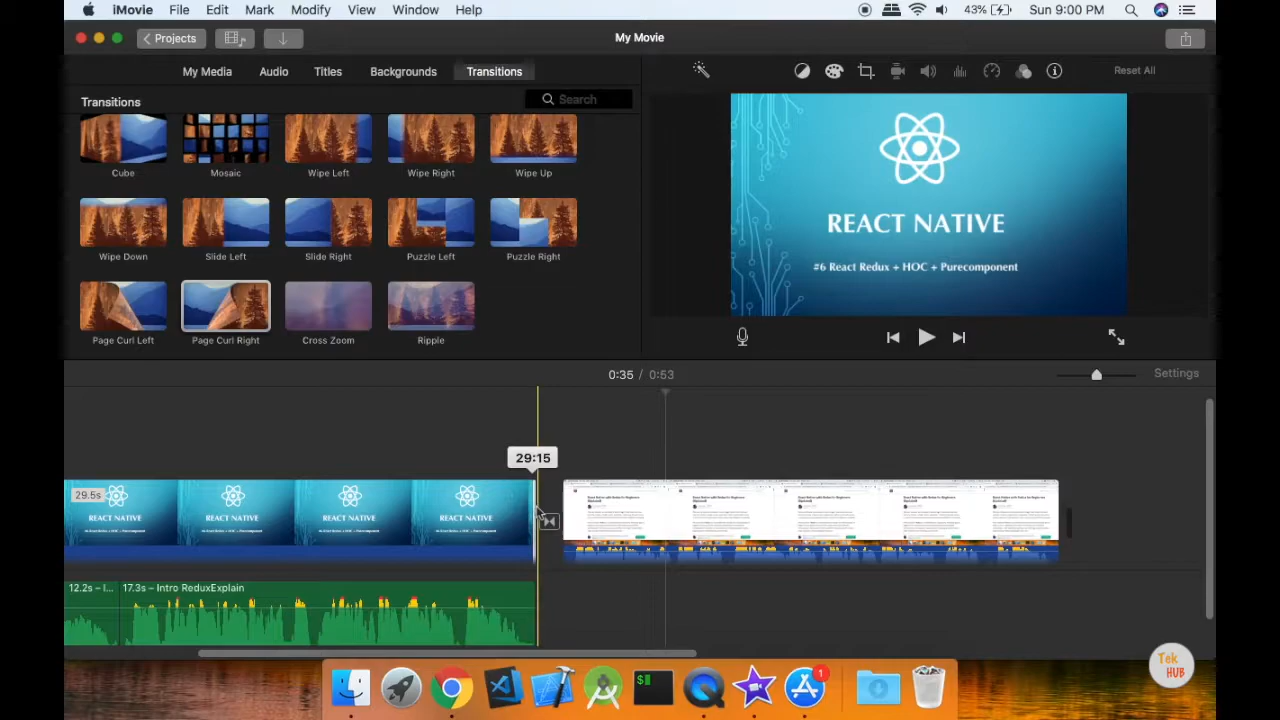 iMovie File Edit Mark Modify View Window Help 43% Sun 9:00 PM
Projects My Movie
My Media Audio Titles Backgrounds Transitions Reset All
Transitions Search
Cube Mosaic Wipe Left Wipe Right Wipe Up
Wipe Down Slide Left Slide Right Puzzle Left Puzzle Right
Page Curl Left Page Curl Right Cross Zoom Ripple
REACT NATIVE
#6 React Redux + HOC + Purecomponent
0:35 / 0:53 Settings
29:15
29.5s
REACT NATIVE REACT NATIVE REACT NATIVE REACT NATIVE
12.2s – I... 17.3s – Intro ReduxExplain
$
1
Tek
HUB